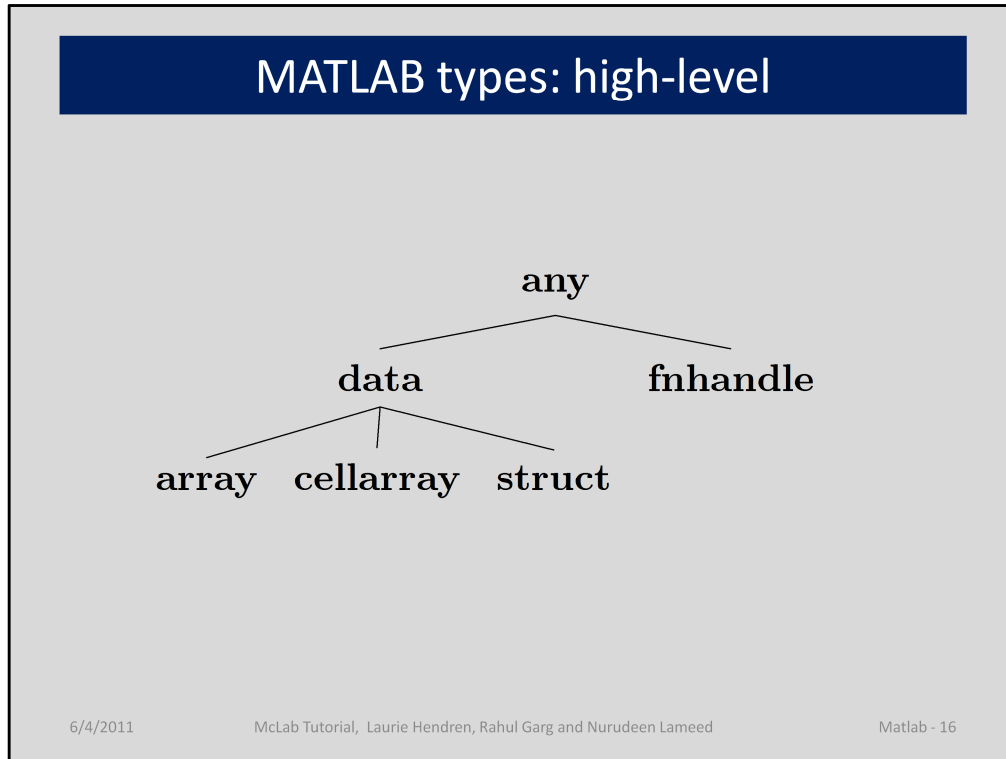 MATLAB types: high-level
any
data fnhandle
array cellarray struct
6/4/2011 McLab Tutorial, Laurie Hendren, Rahul Garg and Nurudeen Lameed Matlab - 16